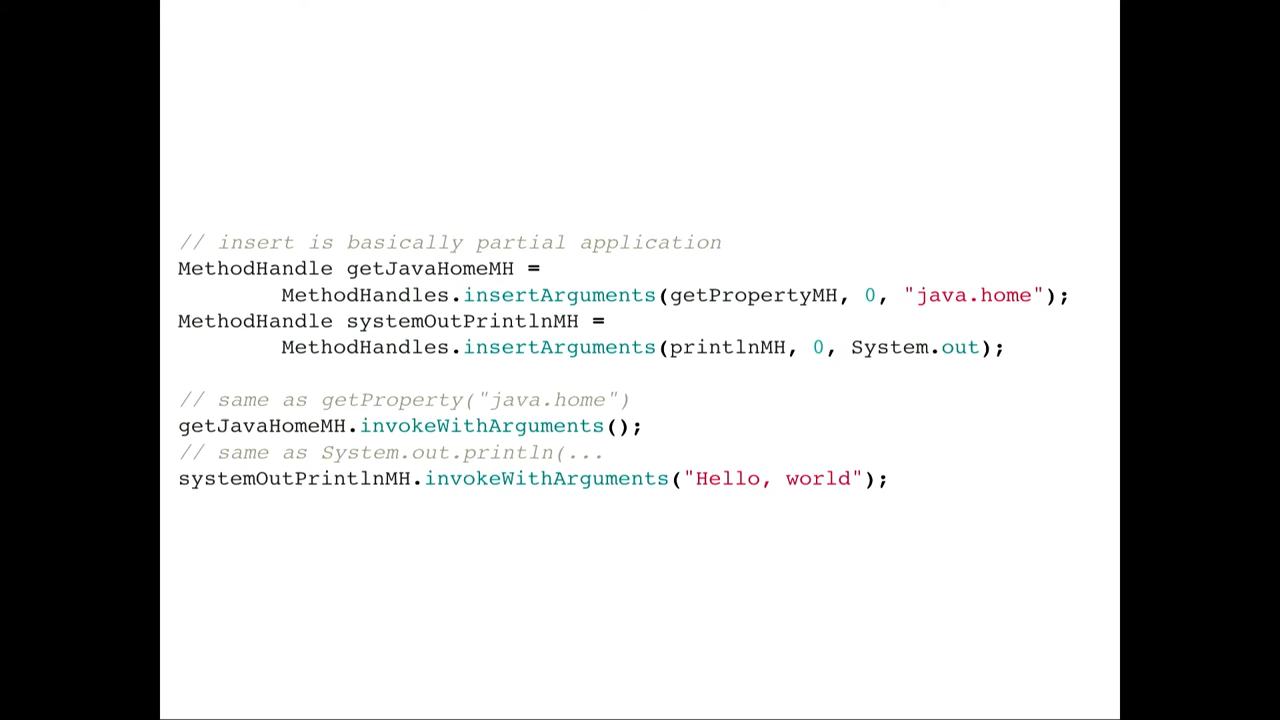 // insert is basically partial application
MethodHandle getJavaHomeMH =
MethodHandles.insertArguments(getPropertyMH, 0, "java.home");
MethodHandle systemOutPrintlnMH =
MethodHandles.insertArguments(printlnMH, 0, System.out);
// same as getProperty("java.home")
getJavaHomeMH.invokeWithArguments();
// same as System.out.println(...
systemOutPrintlnMH.invokeWithArguments("Hello, world");